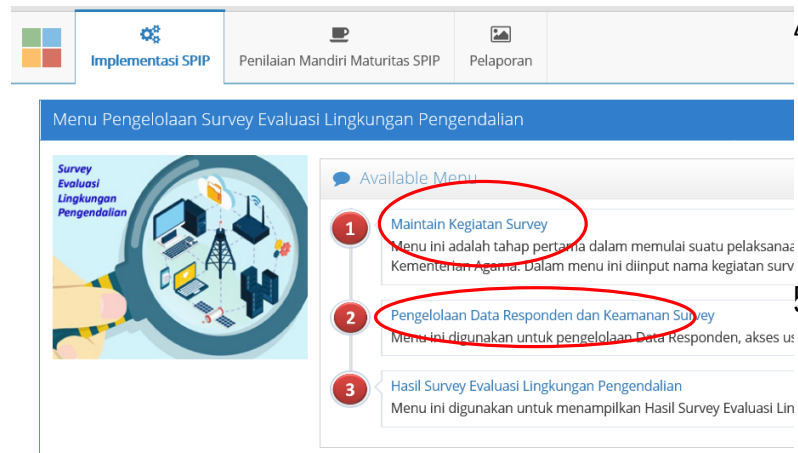 Implementasi SPIP
Penilaian Mandiri Maturitas SPIP
Pelaporan
Menu Pengelolaan Survey Evaluasi Lingkungan Pengendalian
Survey
Evaluasi
Lingkungan
Pengendalian
Available Menu
1
Maintain Kegiatan Survey
Menu ini adalah tahap pertama dalam memulai suatu pelaksanaa
Kementerian Agama. Dalam menu ini diinput nama kegiatan surv
2
Pengelolaan Data Responden dan Keamanan Survey
Menu ini digunakan untuk pengelolaan Data Responden, akses us
3
Hasil Survey Evaluasi Lingkungan Pengendalian
Menu ini digunakan untuk menampilkan Hasil Survey Evaluasi Lin